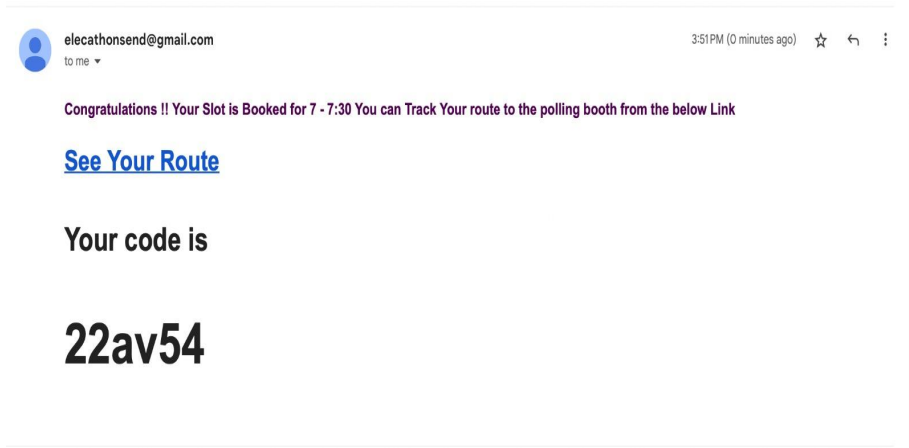 elecathonsend@gmail.com
3:51 PM (0 minutes ago)
to me
Congratulations !! Your Slot is Booked for 7 - 7:30 You can Track Your route to the polling booth from the below Link
See Your Route
Your code is
22av54